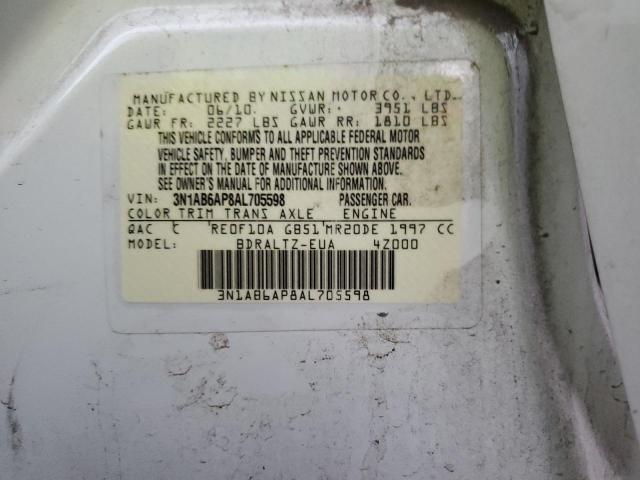 MANUFACTURED BY NISSAN MOTOR CO., LTD.
DATE: 06/10. GVWR: 3951 LBS
GAWR FR: 2227 LBS GAWR RR: 1810 LBS
THIS VEHICLE CONFORMS TO ALL APPLICABLE FEDERAL MOTOR
VEHICLE SAFETY, BUMPER AND THEFT PREVENTION STANDARDS
IN EFFECT ON THE DATE OF MANUFACTURE SHOWN ABOVE.
SEE OWNER'S MANUAL FOR ADDITIONAL INFORMATION.
VIN: 3N1AB6AP8AL705598 PASSENGER CAR.
COLOR TRIM TRANS AXLE ENGINE
QAC RE0F10A GB51 MR20DE 1997 CC
MODEL: BDRALTZ-EUA 4Z000
3N1AB6AP8AL705598